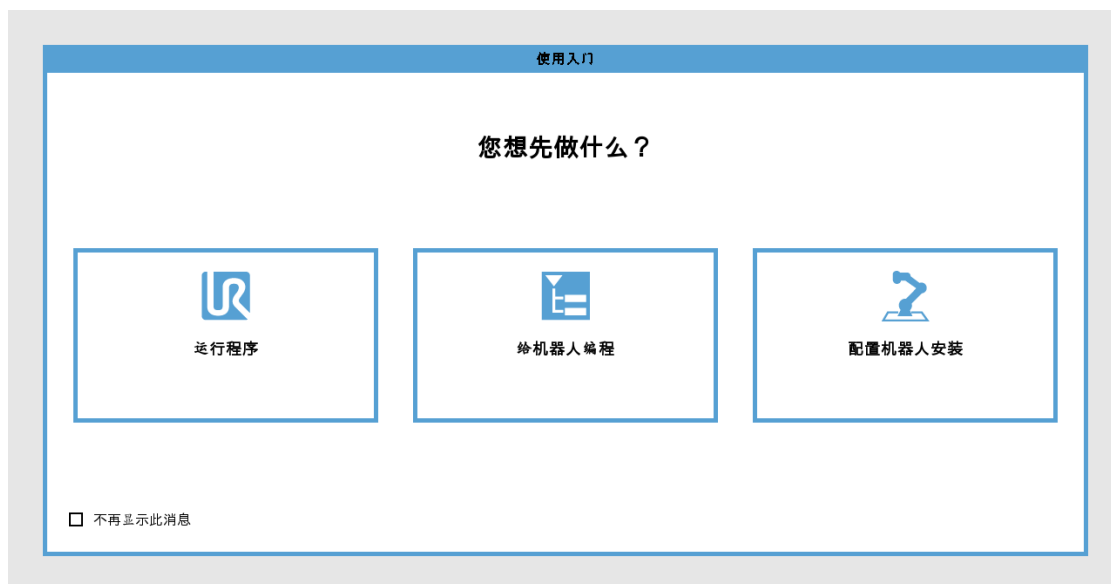 使用入门
您想先做什么？
运行程序
给机器人编程
配置机器人安装
不再显示此消息